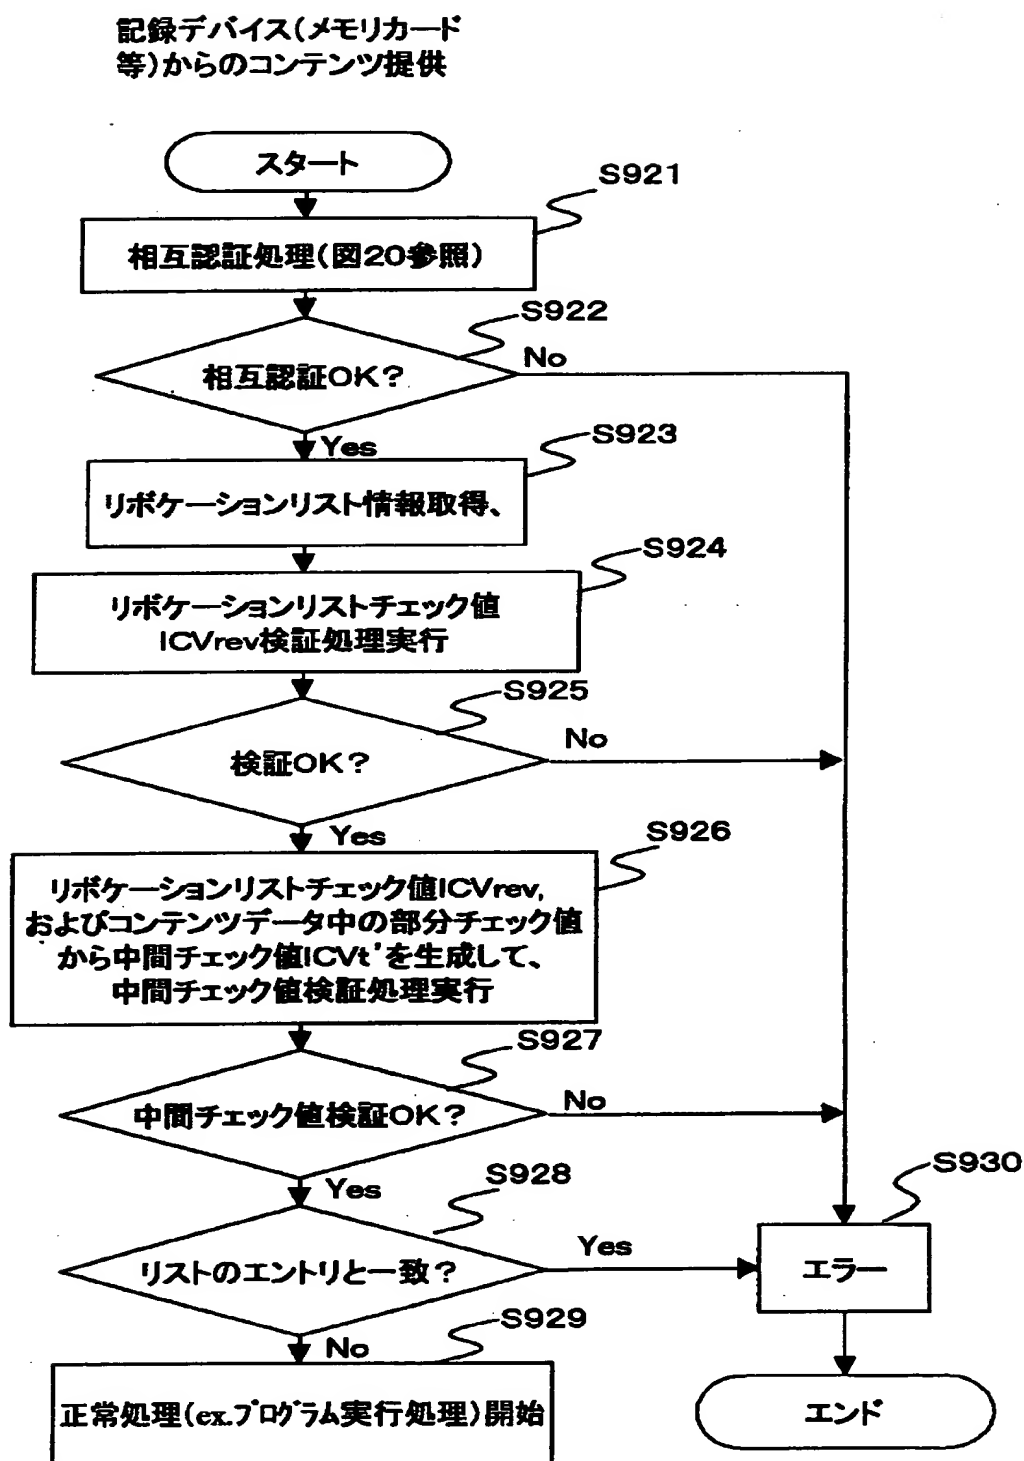 記録デバイス(メモリカード
等)からのコンテンツ提供
スタート
S921
相互認証処理(図20参照)
S922
相互認証OK?
No
Yes
S923
リボケーションリスト情報取得、
S924
リボケーションリストチェック値
ICVrev検証処理実行
S925
検証OK?
No
Yes
S926
リボケーションリストチェック値ICVrev,
およびコンテンツデータ中の部分チェック値
から中間チェック値ICVt'を生成して、
中間チェック値検証処理実行
S927
中間チェック値検証OK?
No
Yes
S928
リストのエントリと一致?
Yes
S930
エラー
No
S929
正常処理(ex.プログラム実行処理)開始
エンド